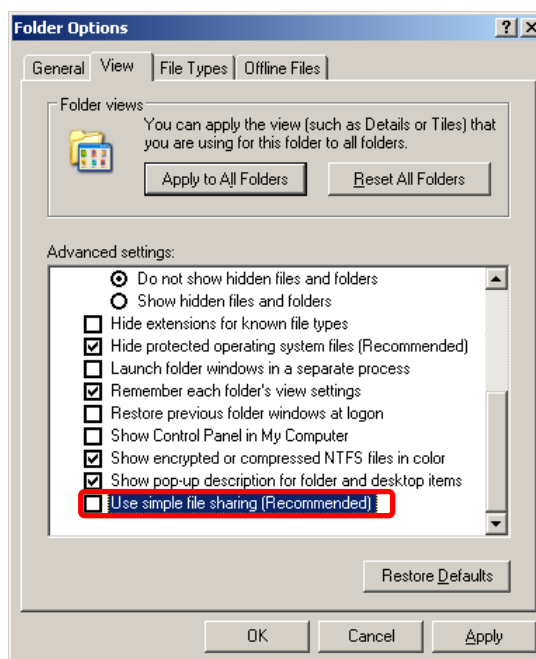 Folder Options
General View File Types Offline Files
Folder views
You can apply the view (such as Details or Tiles) that
you are using for this folder to all folders.
Apply to All Folders Reset All Folders
Advanced settings:
Do not show hidden files and folders
Show hidden files and folders
Hide extensions for known file types
Hide protected operating system files (Recommended)
Launch folder windows in a separate process
Remember each folder's view settings
Restore previous folder windows at logon
Show Control Panel in My Computer
Show encrypted or compressed NTFS files in color
Show pop-up description for folder and desktop items
Use simple file sharing (Recommended)
Restore Defaults
OK Cancel Apply